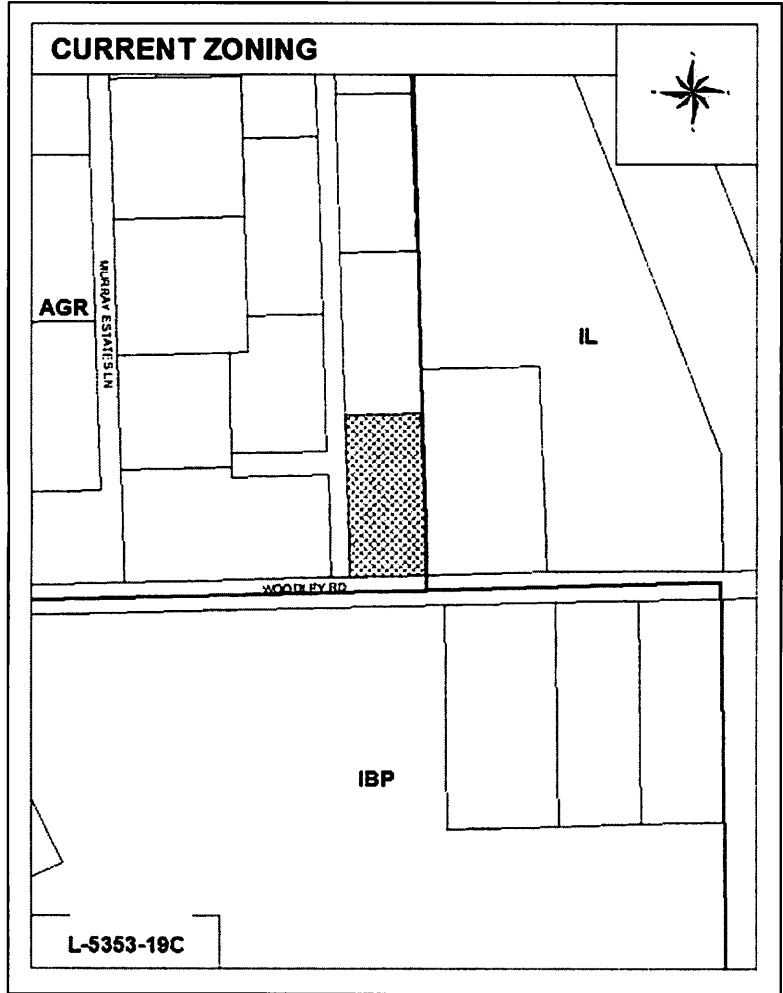 CURRENT ZONING
AGR
MURRAY ESTATES LN
IL
WOODLEY RD
IBP
L-5353-19C